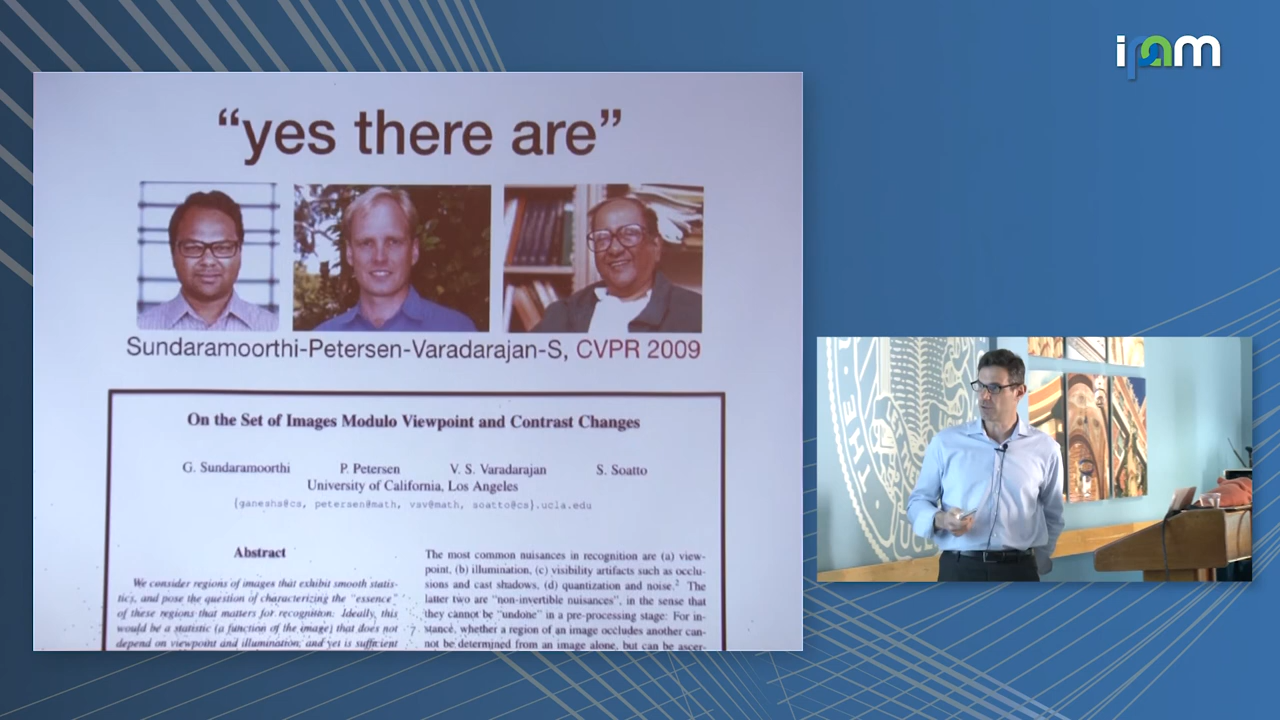 ipam
“yes there are”
Sundaramoorthi-Petersen-Varadarajan-S, CVPR 2009
On the Set of Images Modulo Viewpoint and Contrast Changes
G. Sundaramoorthi P. Petersen V. S. Varadarajan S. Soatto
University of California, Los Angeles
{ganeshs@cs, petersen@math, vsv@math, soatto@cs}.ucla.edu
Abstract
We consider regions of images that exhibit smooth statis-
tics, and pose the question of characterizing the "essence"
of these regions that matters for recognition. Ideally, this
would be a statistic (a function of the image) that does not
depend on viewpoint and illumination, and yet is sufficient
7
The most common nuisances in recognition are (a) view-
point, (b) illumination, (c) visibility artifacts such as occlu-
sions and cast shadows, (d) quantization and noise.² The
latter two are "non-invertible nuisances", in the sense that
they cannot be "undone" in a pre-processing stage: For in-
stance, whether a region of an image occludes another can-
not be determined from an image alone, but can be ascer-
THE
UCL